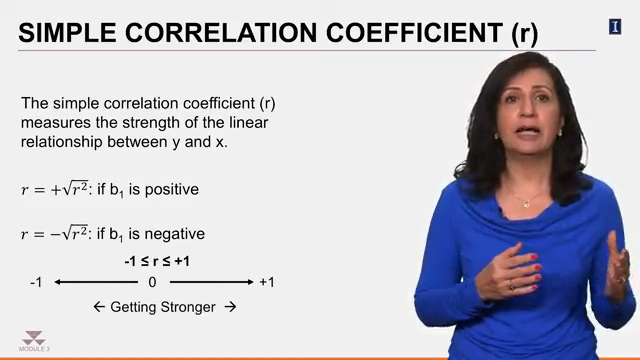 SIMPLE CORRELATION COEFFICIENT (r)
I
The simple correlation coefficient (r)
measures the strength of the linear
relationship between y and x.
r = +√r²: if b₁ is positive
r = −√r²: if b₁ is negative
-1 ≤ r ≤ +1
-1 0 +1
← Getting Stronger →
MODULE 3